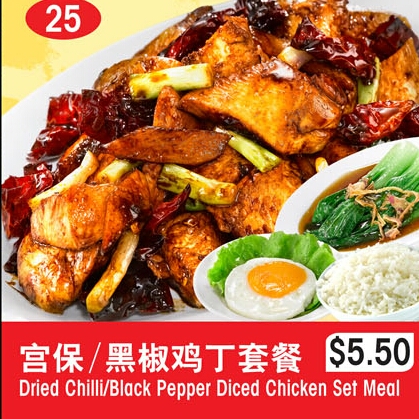 25
宫保/黑椒鸡丁套餐 $5.50
Dried Chilli/Black Pepper Diced Chicken Set Meal